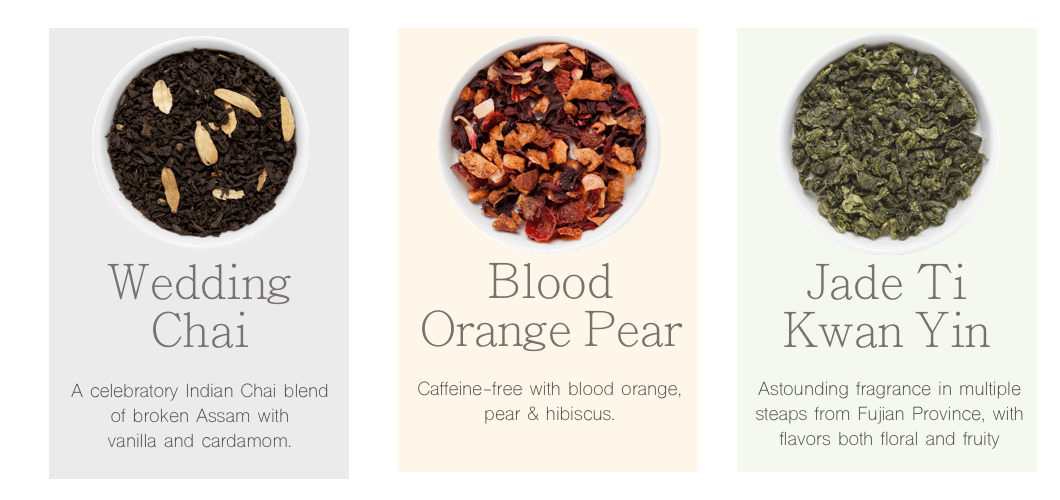 Wedding
Chai
A celebratory Indian Chai blend
of broken Assam with
vanilla and cardamom.
Blood
Orange Pear
Caffeine-free with blood orange,
pear & hibiscus.
Jade Ti
Kwan Yin
Astounding fragrance in multiple
steaps from Fujian Province, with
flavors both floral and fruity